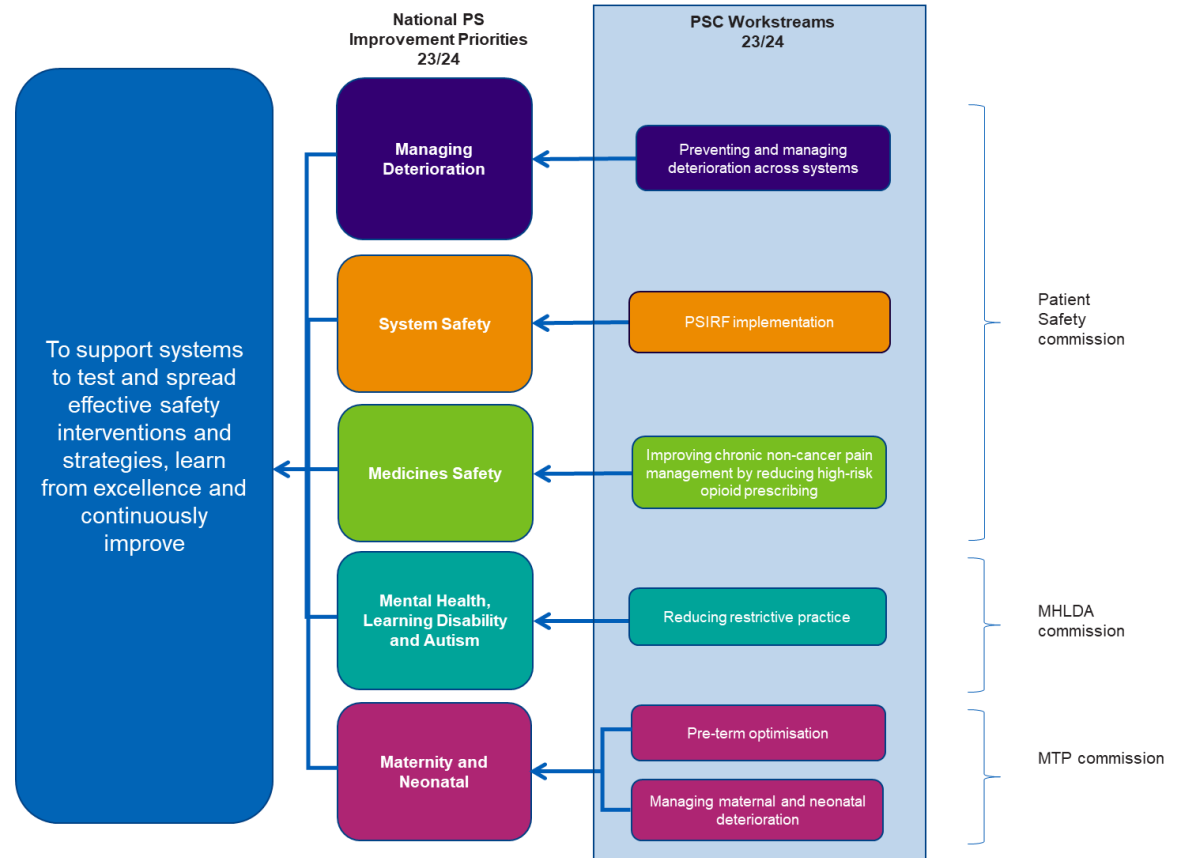 National PS
Improvement Priorities
23/24
PSC Workstreams
23/24
To support systems
to test and spread
effective safety
interventions and
strategies, learn
from excellence and
continuously
improve
Managing
Deterioration
Preventing and managing
deterioration across systems
System Safety
PSIRF implementation
Patient
Safety
commission
Medicines Safety
Improving chronic non-cancer pain
management by reducing high-risk
opioid prescribing
Mental Health,
Learning Disability
and Autism
Reducing restrictive practice
MHLDA
commission
Maternity and
Neonatal
Pre-term optimisation
Managing maternal and neonatal
deterioration
MTP commission